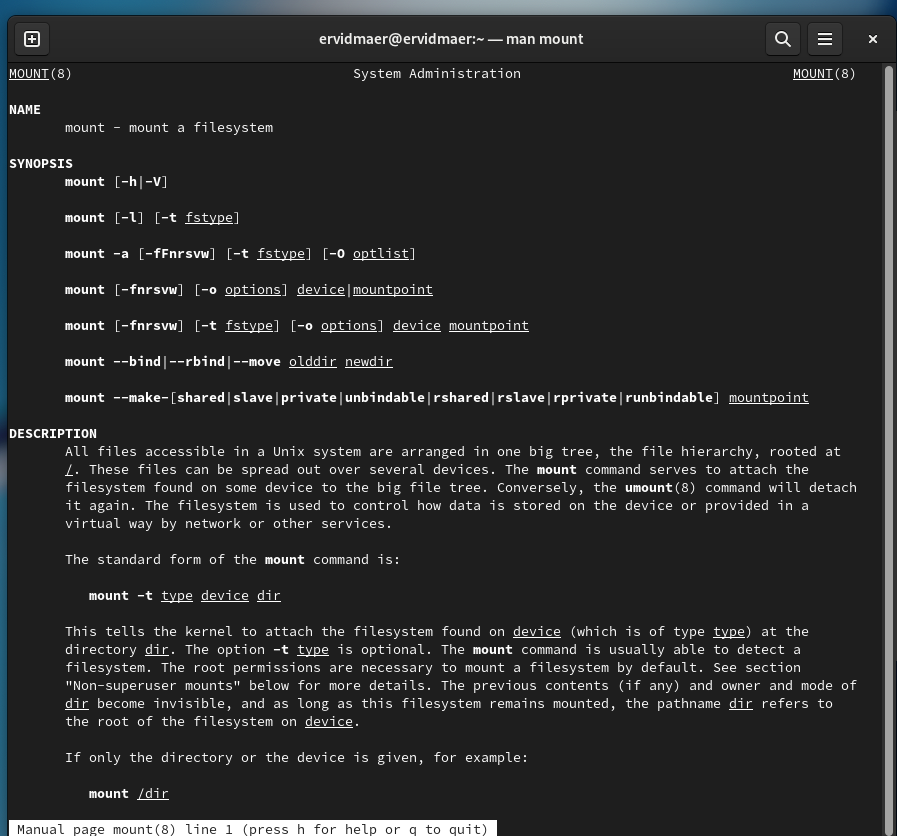 ervidmaer@ervidmaer:~ — man mount
MOUNT(8) System Administration MOUNT(8)
NAME
mount - mount a filesystem
SYNOPSIS
mount [-h|-V]
mount [-l] [-t fstype]
mount -a [-fFnrsvw] [-t fstype] [-O optlist]
mount [-fnrsvw] [-o options] device|mountpoint
mount [-fnrsvw] [-t fstype] [-o options] device mountpoint
mount --bind|--rbind|--move olddir newdir
mount --make-[shared|slave|private|unbindable|rshared|rslave|rprivate|runbindable] mountpoint
DESCRIPTION
All files accessible in a Unix system are arranged in one big tree, the file hierarchy, rooted at
/. These files can be spread out over several devices. The mount command serves to attach the
filesystem found on some device to the big file tree. Conversely, the umount(8) command will detach
it again. The filesystem is used to control how data is stored on the device or provided in a
virtual way by network or other services.
The standard form of the mount command is:
mount -t type device dir
This tells the kernel to attach the filesystem found on device (which is of type type) at the
directory dir. The option -t type is optional. The mount command is usually able to detect a
filesystem. The root permissions are necessary to mount a filesystem by default. See section
"Non-superuser mounts" below for more details. The previous contents (if any) and owner and mode of
dir become invisible, and as long as this filesystem remains mounted, the pathname dir refers to
the root of the filesystem on device.
If only the directory or the device is given, for example:
mount /dir
Manual page mount(8) line 1 (press h for help or q to quit)